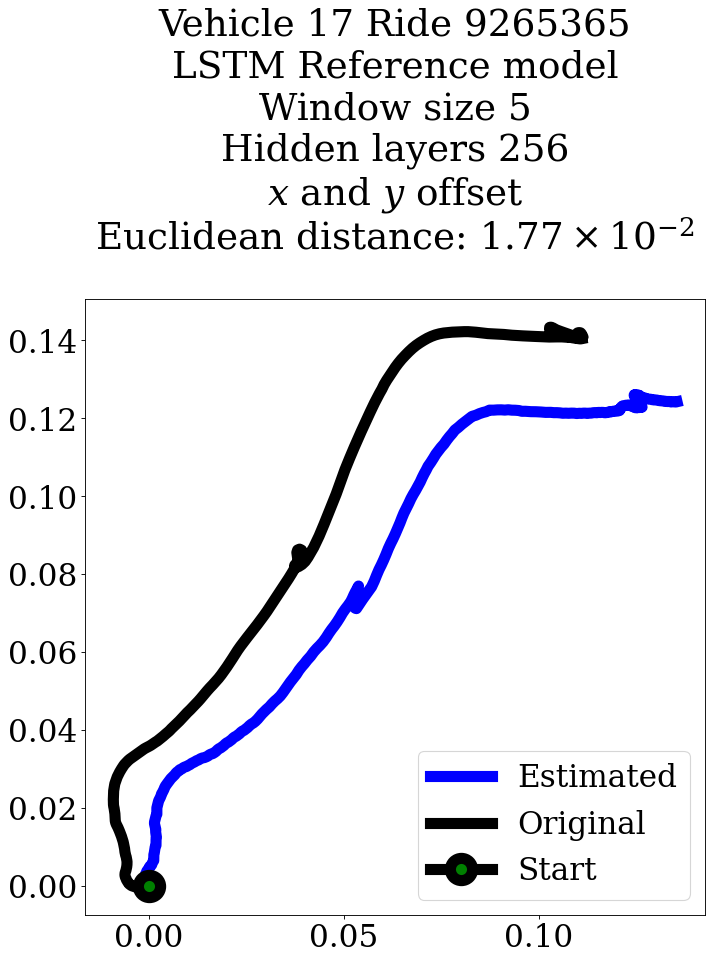 Vehicle 17 Ride 9265365
LSTM Reference model
Window size 5
Hidden layers 256
x and y offset
Euclidean distance: 1.77 × 10⁻²
0.14
0.12
0.10
0.08
0.06
0.04
0.02
0.00
Estimated
Original
Start
0.00 0.05 0.10